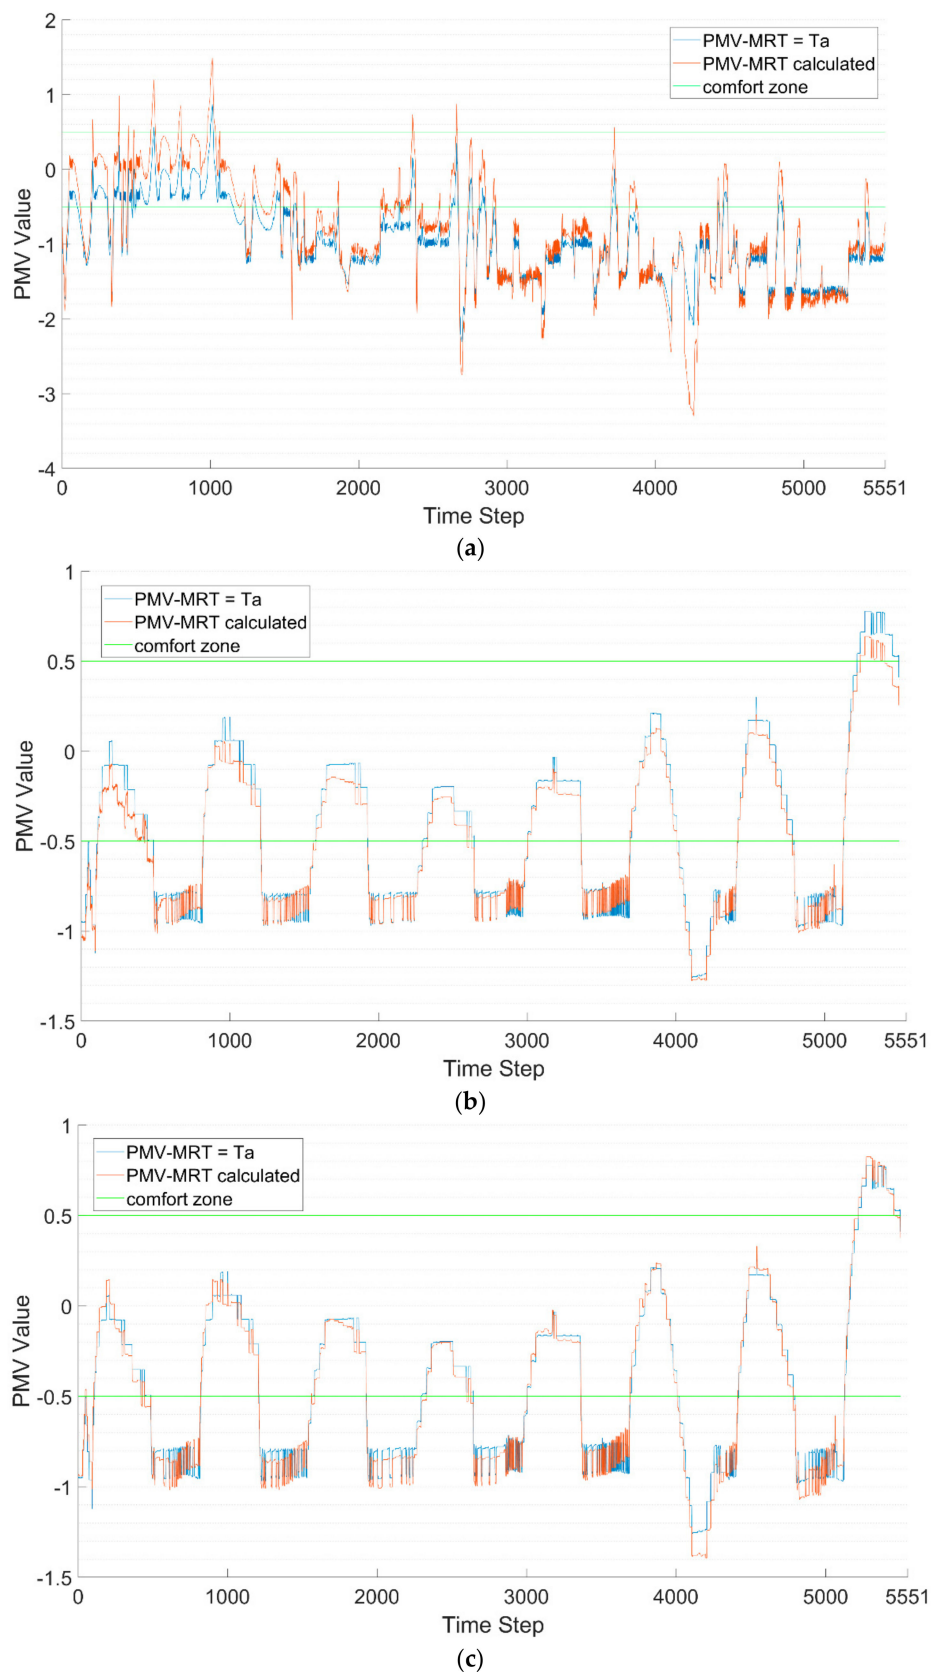 2
1
0
-1
-2
-3
-4
PMV Value
PMV-MRT = Ta
PMV-MRT calculated
comfort zone
0 1000 2000 3000 4000 5000 5551
Time Step
(a)
1
0.5
0
-0.5
-1
-1.5
PMV Value
PMV-MRT = Ta
PMV-MRT calculated
comfort zone
0 1000 2000 3000 4000 5000 5551
Time Step
(b)
1
0.5
0
-0.5
-1
-1.5
PMV Value
PMV-MRT = Ta
PMV-MRT calculated
comfort zone
0 1000 2000 3000 4000 5000 5551
Time Step
(c)